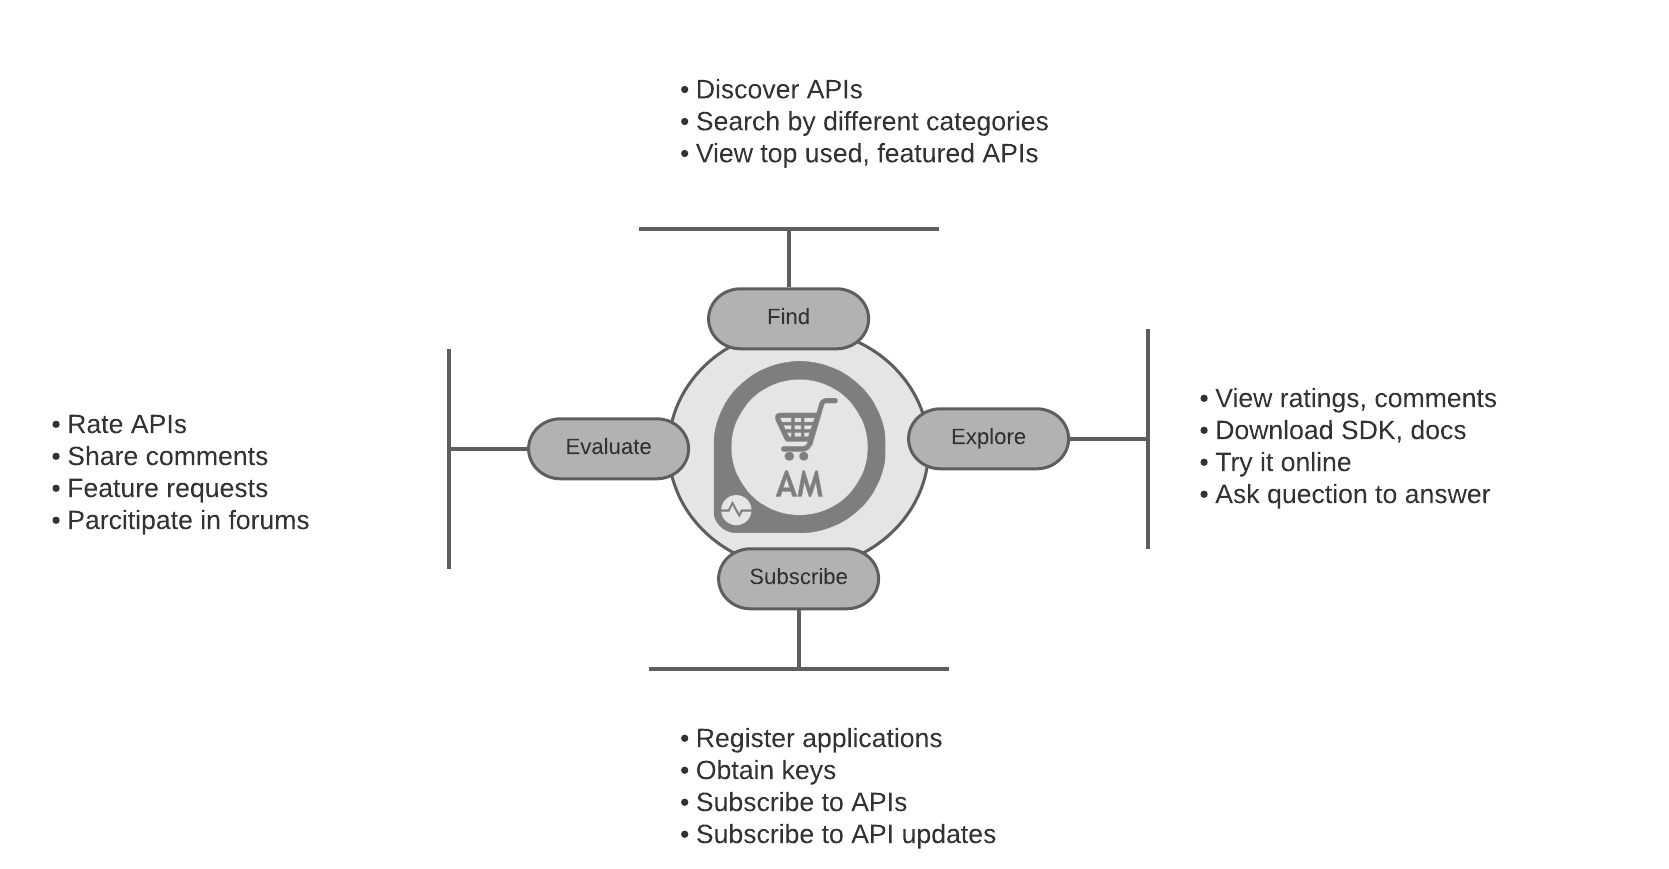 • Discover APIs
• Search by different categories
• View top used, featured APIs
Find
Evaluate
Explore
AM
Subscribe
• Rate APIs
• Share comments
• Feature requests
• Parcitipate in forums
• View ratings, comments
• Download SDK, docs
• Try it online
• Ask quection to answer
• Register applications
• Obtain keys
• Subscribe to APIs
• Subscribe to API updates